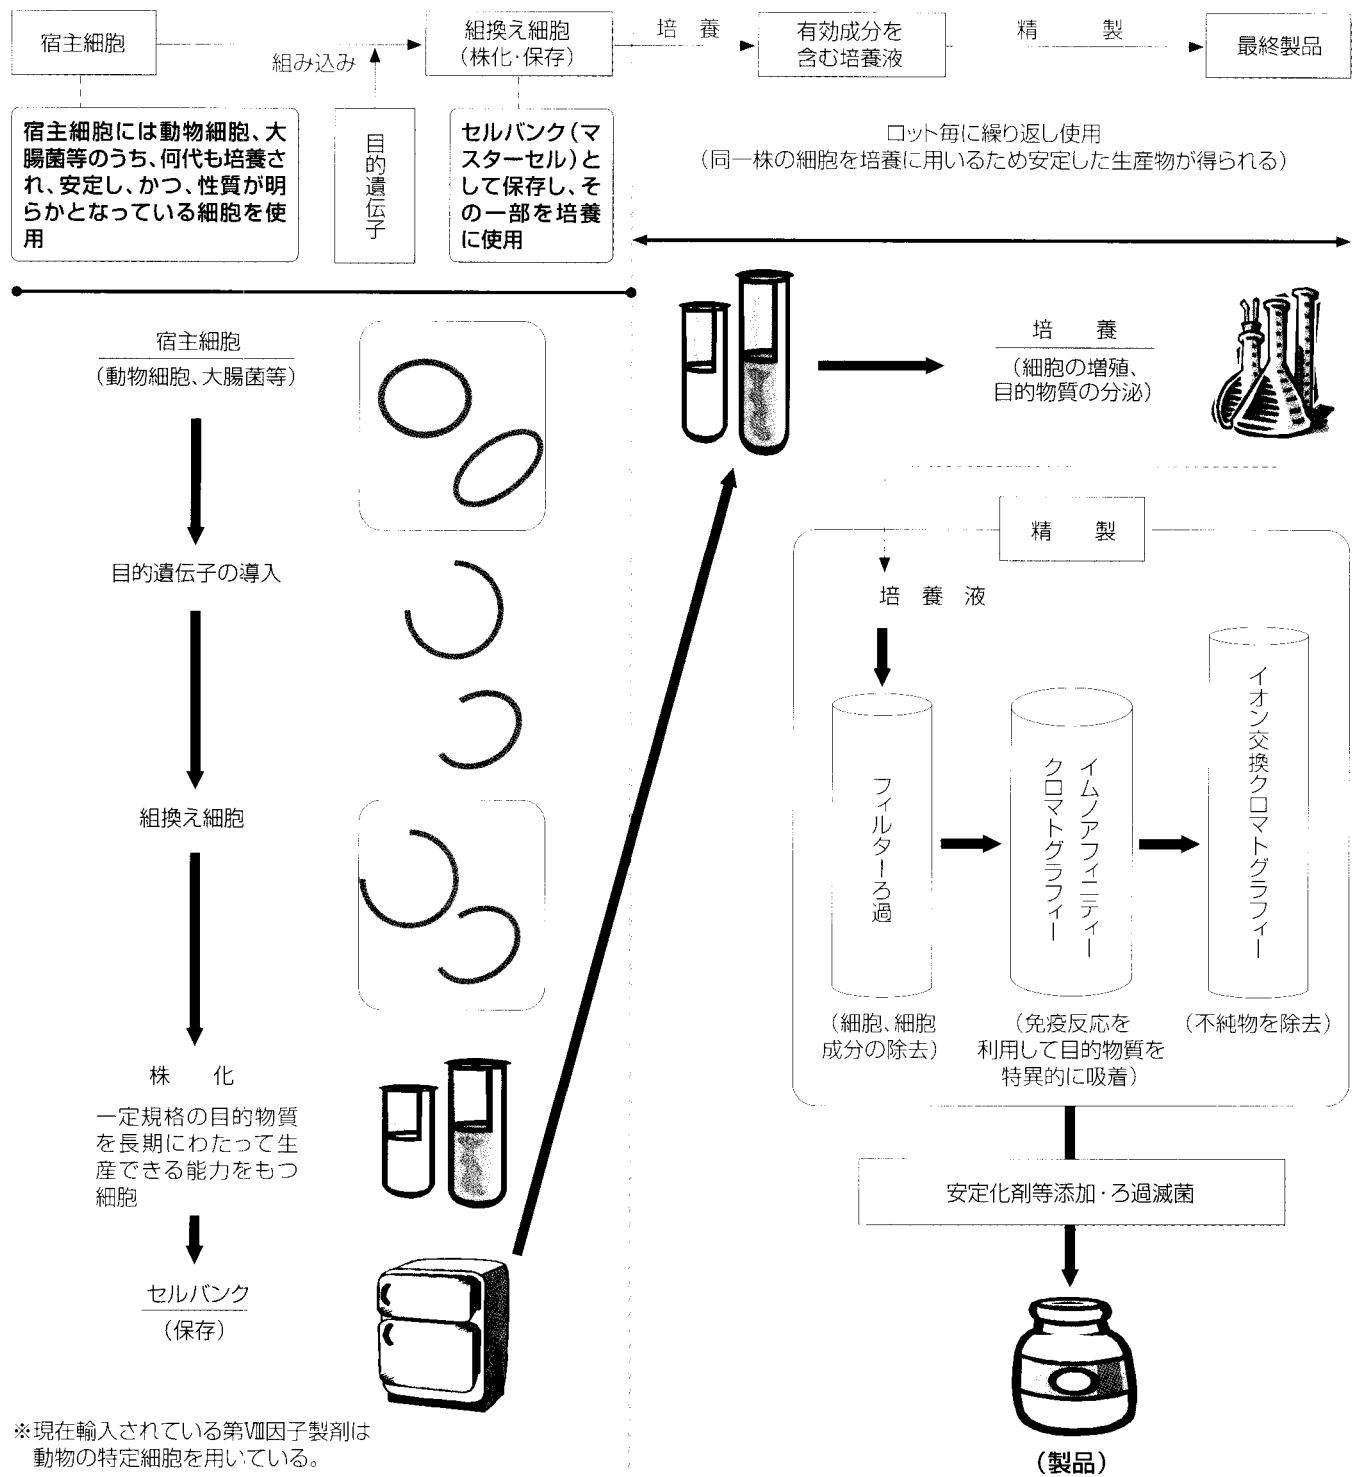 宿主細胞
組み込み
組換え細胞
(株化・保存)
培養
有効成分を
含む培養液
精製
最終製品
宿主細胞には動物細胞、大
腸菌等のうち、何代も培養さ
れ、安定し、かつ、性質が明
らかとなっている細胞を使
用
目的遺伝子
セルバンク(マ
スターセル)と
して保存し、そ
の一部を培養
に使用
ロット毎に繰り返し使用
(同一株の細胞を培養に用いるため安定した生産物が得られる)
宿主細胞
(動物細胞、大腸菌等)
目的遺伝子の導入
組換え細胞
株化
一定規格の目的物質
を長期にわたって生
産できる能力をもつ
細胞
セルバンク
(保存)
※現在輸入されている第Ⅷ因子製剤は
動物の特定細胞を用いている。
培養
(細胞の増殖、
目的物質の分泌)
精製
培養液
フィルターろ過
(細胞、細胞
成分の除去)
イムノアフィニティー
クロマトグラフィー
(免疫反応を
利用して目的物質を
特異的に吸着)
イオン交換クロマトグラフィー
(不純物を除去)
安定化剤等添加・ろ過滅菌
(製品)